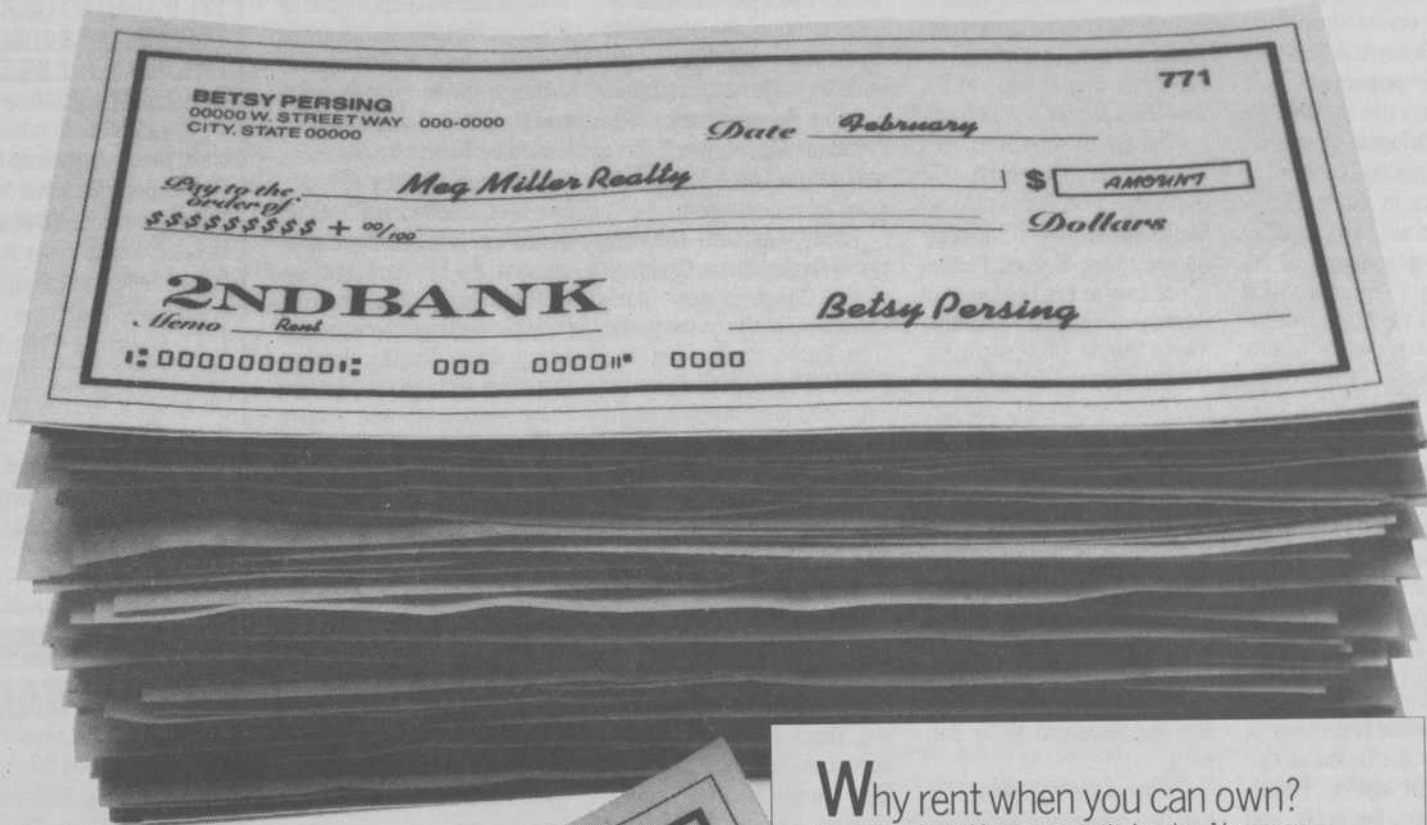 771
BETSY PERSING
00000 W. STREET WAY 000-0000
CITY, STATE 00000
Date February
Pay to the order of Meg Miller Realty $ AMOUNT
$$$$$$$$$ + 00/100 Dollars
2NDBANK
Memo Rent Betsy Persing
⑆000000000⑆ 000 0000⑈ 0000
Why rent when you can own?